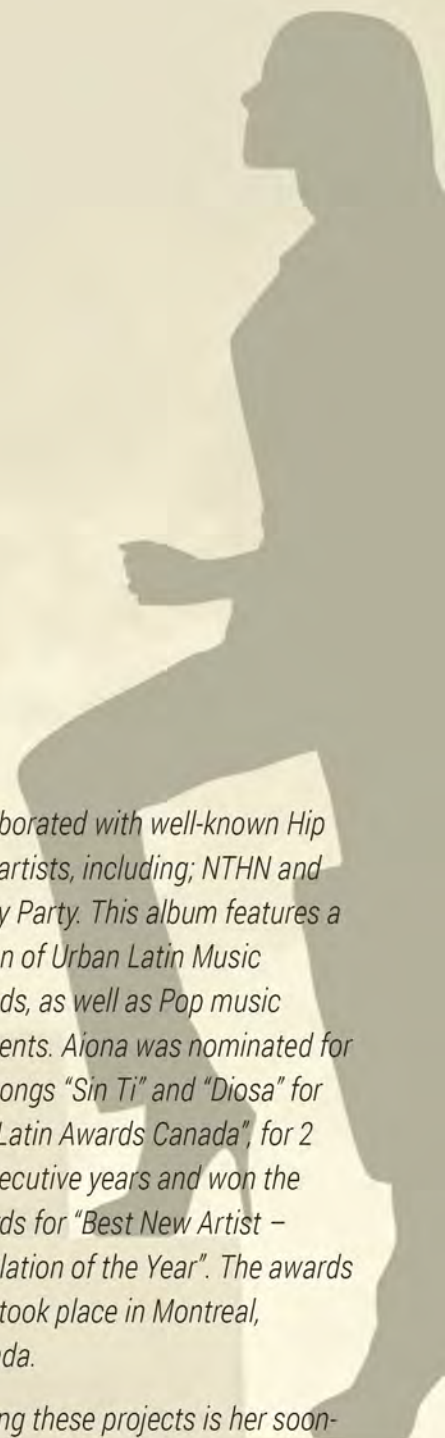 borated with well-known Hip
artists, including; NTHN and
y Party. This album features a
n of Urban Latin Music
ds, as well as Pop music
ents. Aiona was nominated for
ongs “Sin Ti” and “Diosa” for
Latin Awards Canada”, for 2
ecutive years and won the
ds for “Best New Artist –
lation of the Year”. The awards
took place in Montreal,
da.
ng these projects is her soon-